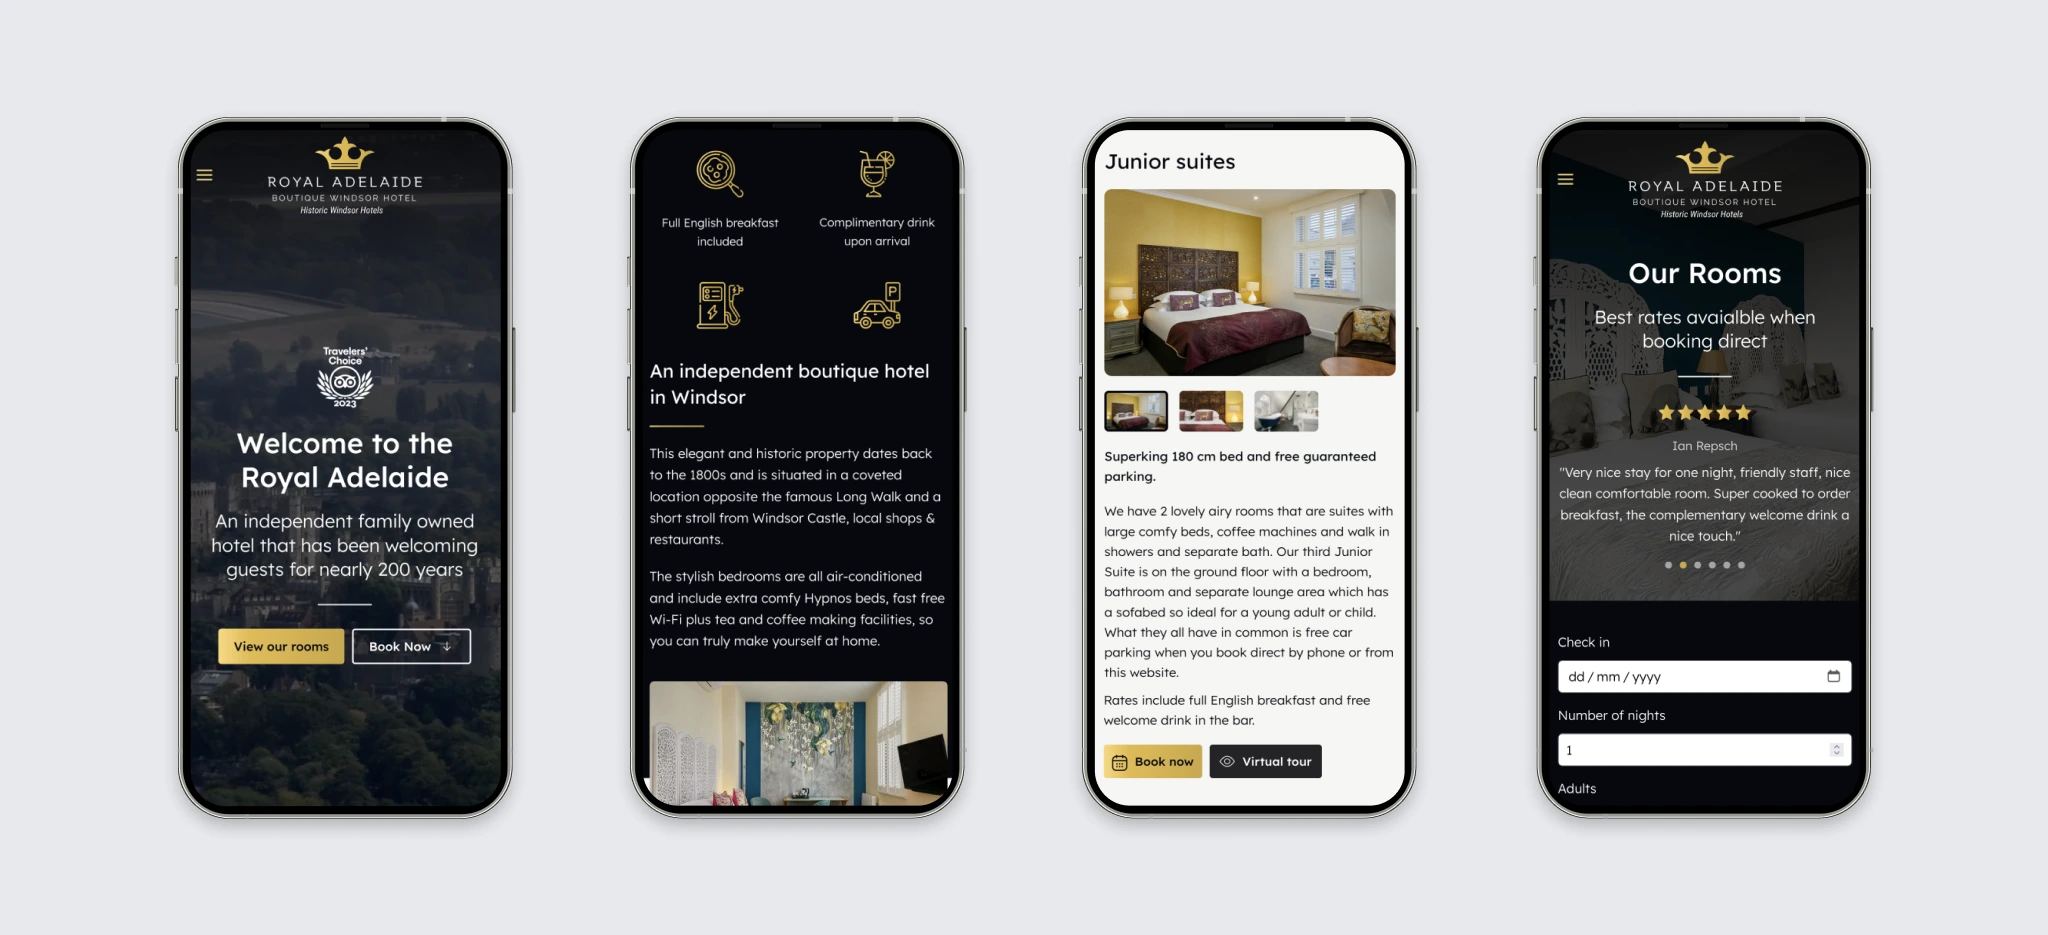 ROYAL ADELAIDE
BOUTIQUE WINDSOR HOTEL
Historic Windsor Hotels
Travelers'
Choice
2023
Welcome to the
Royal Adelaide
An independent family owned
hotel that has been welcoming
guests for nearly 200 years
View our rooms
Book Now
Full English breakfast
included
Complimentary drink
upon arrival
P
An independent boutique hotel
in Windsor
This elegant and historic property dates back
to the 1800s and is situated in a coveted
location opposite the famous Long Walk and a
short stroll from Windsor Castle, local shops &
restaurants.
The stylish bedrooms are all air-conditioned
and include extra comfy Hypnos beds, fast free
Wi-Fi plus tea and coffee making facilities, so
you can truly make yourself at home.
Junior suites
Superking 180 cm bed and free guaranteed
parking.
We have 2 lovely airy rooms that are suites with
large comfy beds, coffee machines and walk in
showers and separate bath. Our third Junior
Suite is on the ground floor with a bedroom,
bathroom and separate lounge area which has
a sofabed so ideal for a young adult or child.
What they all have in common is free car
parking when you book direct by phone or from
this website.
Rates include full English breakfast and free
welcome drink in the bar.
Book now
Virtual tour
ROYAL ADELAIDE
BOUTIQUE WINDSOR HOTEL
Historic Windsor Hotels
Our Rooms
Best rates avaialble when
booking direct
Ian Repsch
"Very nice stay for one night, friendly staff, nice
clean comfortable room. Super cooked to order
breakfast, the complementary welcome drink a
nice touch."
Check in
dd / mm / yyyy
Number of nights
1
Adults